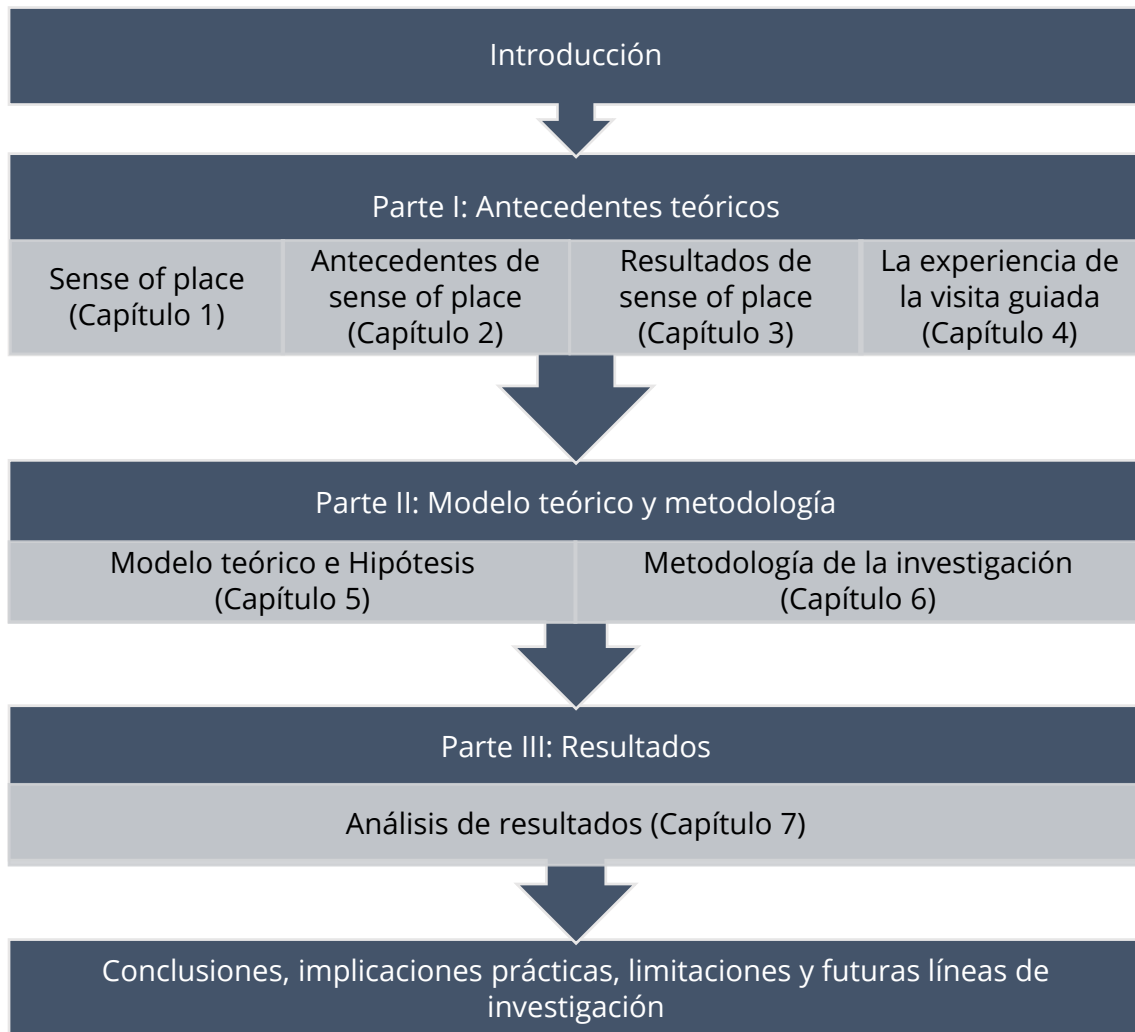 Introducción
Parte I: Antecedentes teóricos
Sense of place
(Capítulo 1)
Antecedentes de
sense of place
(Capítulo 2)
Resultados de
sense of place
(Capítulo 3)
La experiencia de
la visita guiada
(Capítulo 4)
Parte II: Modelo teórico y metodología
Modelo teórico e Hipótesis
(Capítulo 5)
Metodología de la investigación
(Capítulo 6)
Parte III: Resultados
Análisis de resultados (Capítulo 7)
Conclusiones, implicaciones prácticas, limitaciones y futuras líneas de
investigación